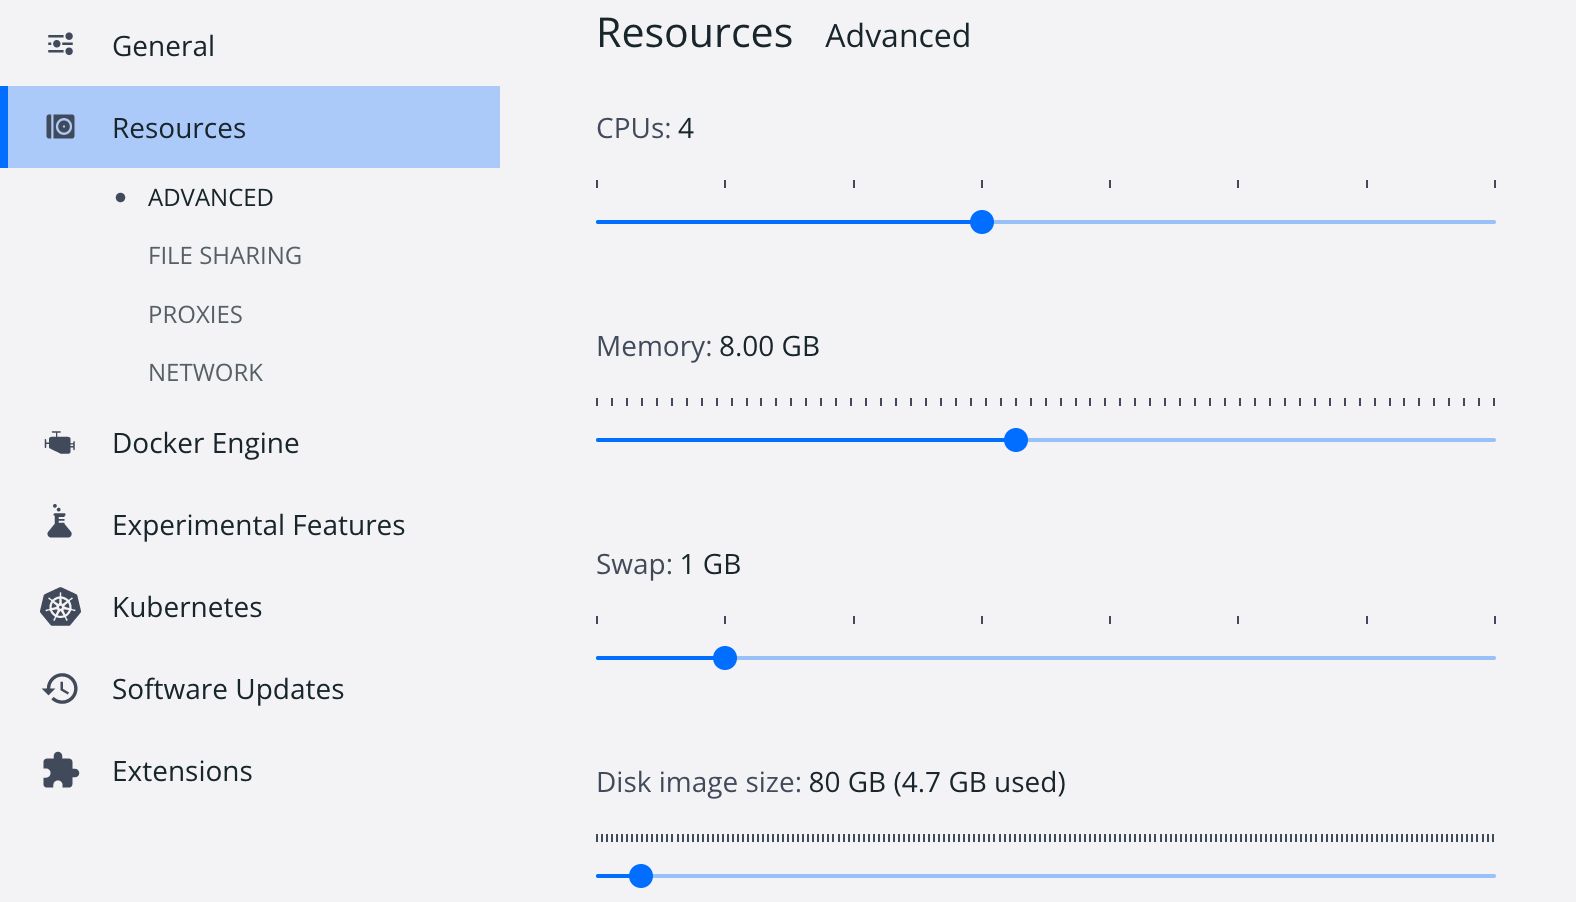 General
Resources
ADVANCED
FILE SHARING
PROXIES
NETWORK
Docker Engine
Experimental Features
Kubernetes
Software Updates
Extensions
Resources Advanced
CPUs: 4
Memory: 8.00 GB
Swap: 1 GB
Disk image size: 80 GB (4.7 GB used)